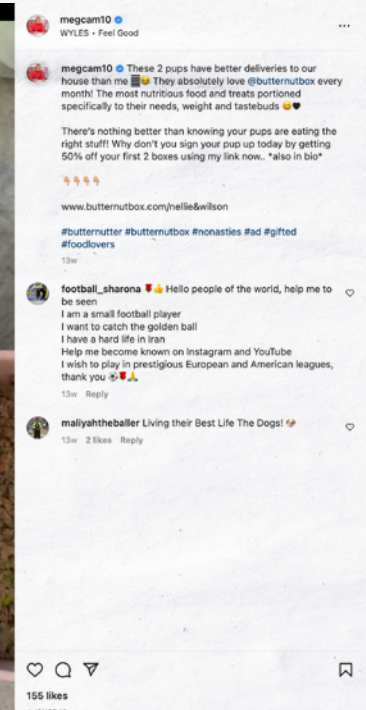 megcam10
WYLES • Feel Good
megcam10 These 2 pups have better deliveries to our
house than me 😂 They absolutely love @butternutbox every
month! The most nutritious food and treats portioned
specifically to their needs, weight and tastebuds 😋🖤
There's nothing better than knowing your pups are eating the
right stuff! Why don't you sign your pup up today by getting
50% off your first 2 boxes using my link now.. *also in bio*
👇🏼👇🏼👇🏼👇🏼
www.butternutbox.com/nellie&wilson
#butternutter #butternutbox #nonasties #ad #gifted
#foodlovers
13w
football_sharona 🌹👍 Hello people of the world, help me to
be seen
I am a small football player
I want to catch the golden ball
I have a hard life in Iran
Help me become known on Instagram and YouTube
I wish to play in prestigious European and American leagues,
thank you ⚽🌹🙏
13w Reply
maliyahtheballer Living their Best Life The Dogs! 🐶
13w 2 likes Reply
155 likes